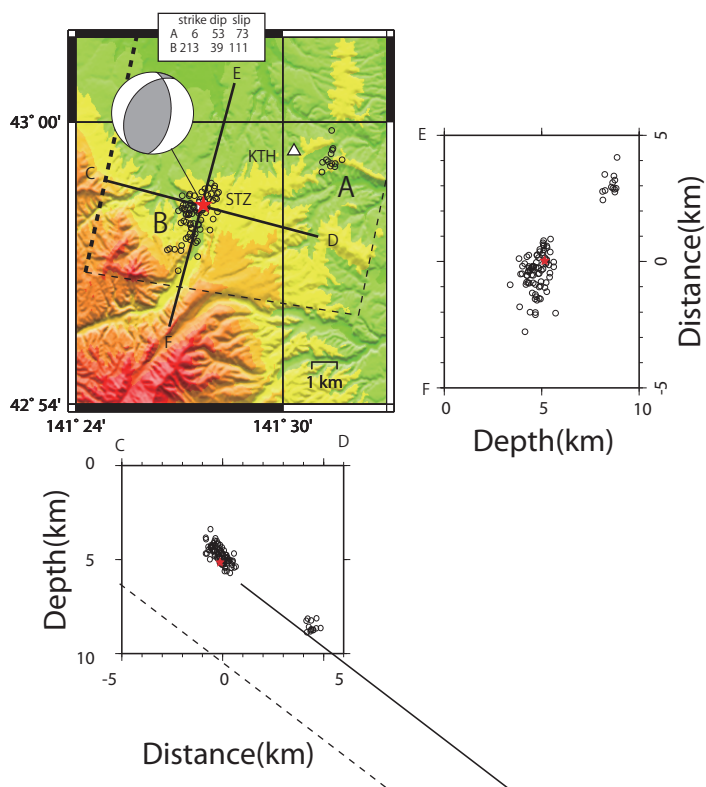 strike dip slip
A 6 53 73
B 213 39 111
E
43° 00'
KTH
C
A
STZ
B
D
F
1 km
42° 54'
141° 24' 141° 30'
E
5
0
-5
F
Distance(km)
0 5 10
Depth(km)
C D
0
5
10
Depth(km)
-5 0 5
Distance(km)